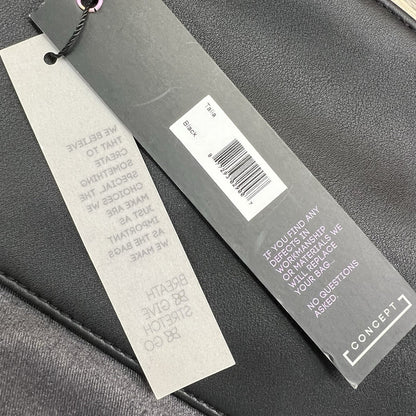 WE BELIEVE
THAT TO
CREATE
SOMETHING
SPECIAL THE
CHOICES WE
MAKE ARE
JUST AS
IMPORTANT
AS THE BAGS
WE MAKE.
BREATH
GIVE
STRETCH
GO
Talia
Black
IF YOU FIND ANY
DEFECTS IN
WORKMANSHIP
OR MATERIALS WE
WILL REPLACE
YOUR BAG...
NO QUESTIONS
ASKED.
CONCEPT